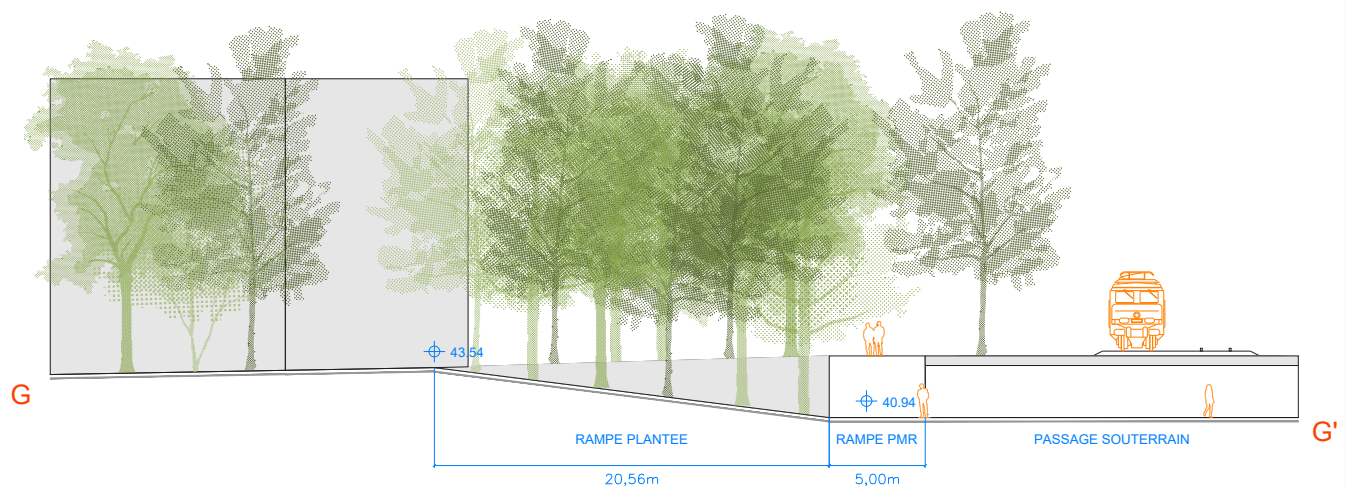 43.54
G
40.94
G'
RAMPE PLANTEE
RAMPE PMR
PASSAGE SOUTERRAIN
20,56m
5,00m